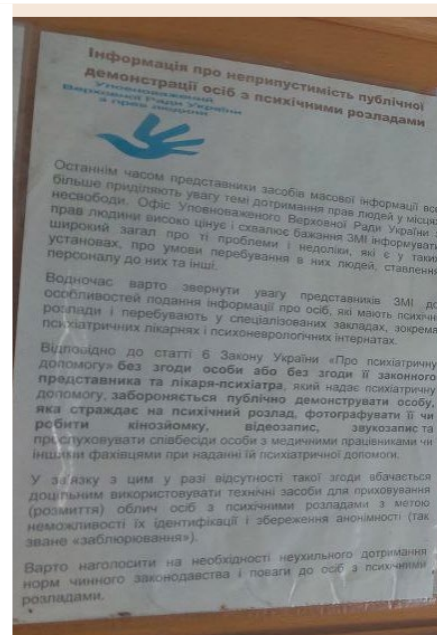 Інформація про неприпустимість публічної
демонстрації осіб з психічними розладами
Уповноважений
Верховної Ради України
з прав людини
Останнім часом представники засобів масової інформації все
більше приділяють увагу темі дотримання прав людей у місцях
несвободи. Офіс Уповноваженого Верховної Ради України з
прав людини високо цінує і схвалює бажання ЗМІ інформувати
широкий загал про ті проблеми і недоліки, які є у таких
установах, про умови перебування в них людей, ставлення
персоналу до них та інші.
Водночас варто звернути увагу представників ЗМІ до
особливостей подання інформації про осіб, які мають психічні
розлади і перебувають у спеціалізованих закладах, зокрема
психіатричних лікарнях і психоневрологічних інтернатах.
Відповідно до статті 6 Закону України «Про психіатричну
допомогу» без згоди особи або без згоди її законного
представника та лікаря-психіатра, який надає психіатричну
допомогу, забороняється публічно демонструвати особу,
яка страждає на психічний розлад, фотографувати її чи
робити кінозйомку, відеозапис, звукозапис та
прослуховувати співбесіди особи з медичними працівниками чи
іншими фахівцями при наданні їй психіатричної допомоги.
У зв'язку з цим у разі відсутності такої згоди вбачається
доцільним використовувати технічні засоби для приховування
(розмиття) облич осіб з психічними розладами з метою
неможливості їх ідентифікації і збереження анонімності (так
зване «заблюрювання»).
Варто наголосити на необхідності неухильного дотримання
норм чинного законодавства і поваги до осіб з психічними
розладами.